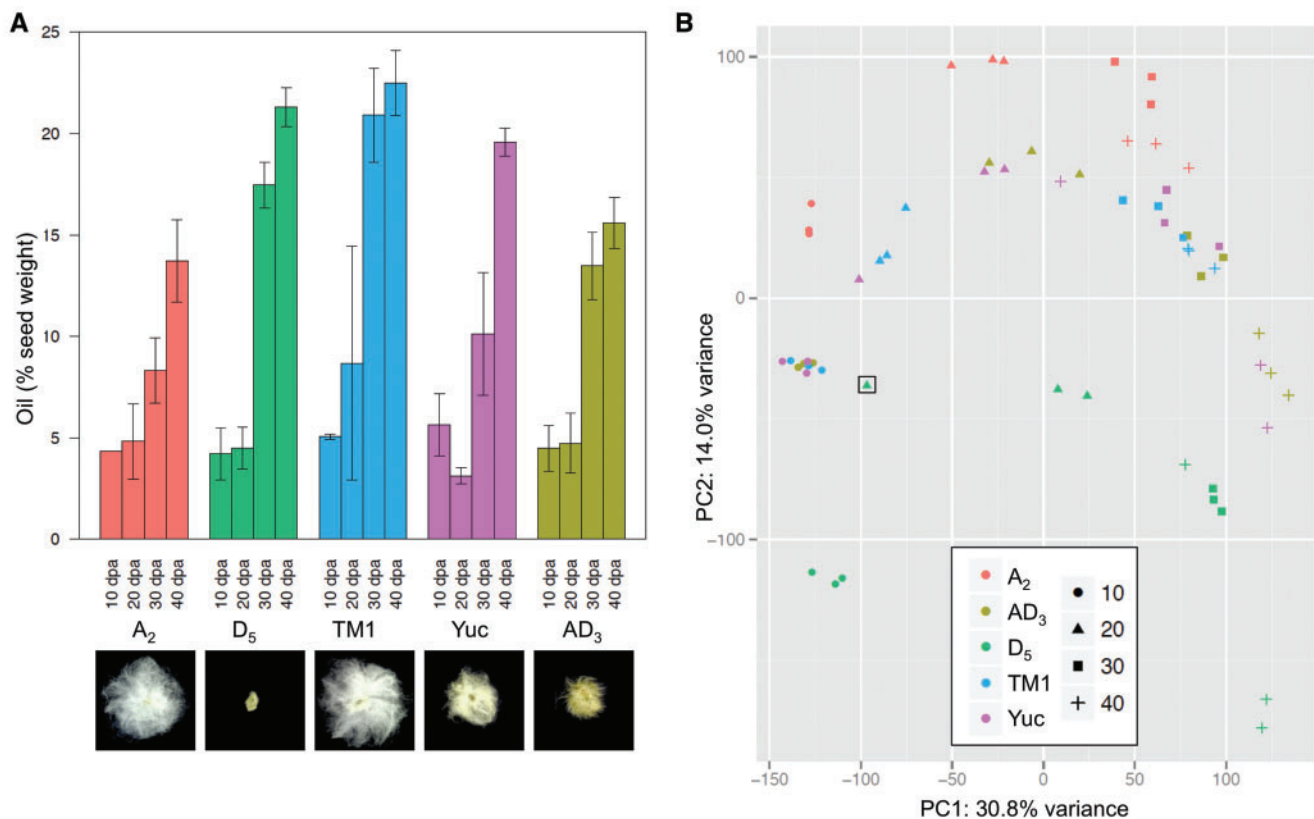 A
25
20
15
10
5
0
Oil (% seed weight)
10 dpa 20 dpa 30 dpa 40 dpa 10 dpa 20 dpa 30 dpa 40 dpa 10 dpa 20 dpa 30 dpa 40 dpa 10 dpa 20 dpa 30 dpa 40 dpa 10 dpa 20 dpa 30 dpa 40 dpa
A₂ D₅ TM1 Yuc AD₃
B
100
0
−100
PC2: 14.0% variance
A₂
AD₃
D₅
TM1
Yuc
10
20
30
40
−150 −100 −50 0 50 100
PC1: 30.8% variance